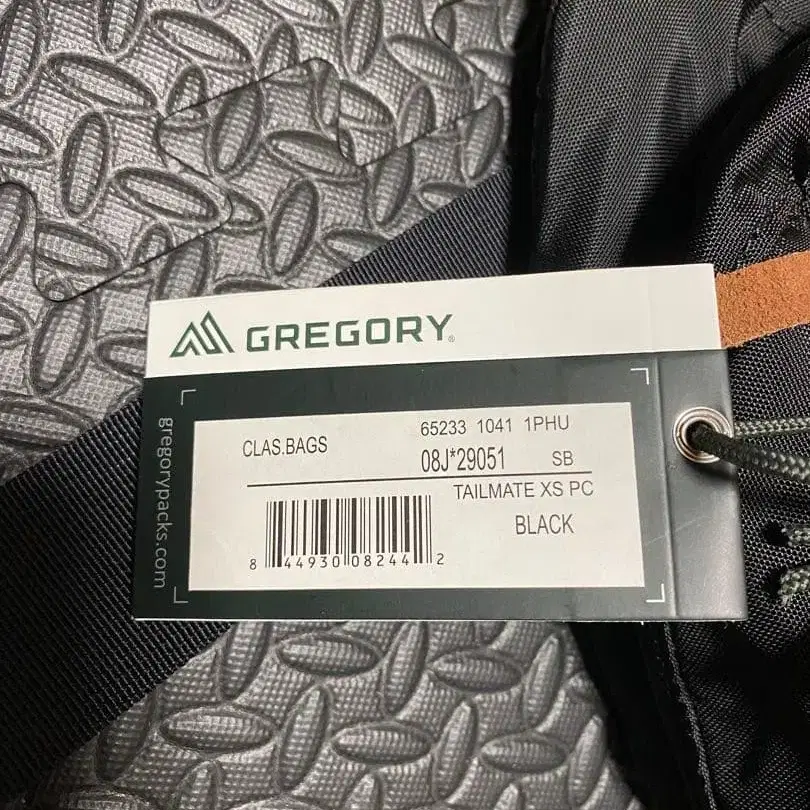 GREGORY®
gregorypacks.com
CLAS.BAGS
65233 1041 1PHU
08J*29051 SB
TAILMATE XS PC
BLACK
8 44930 08244 2